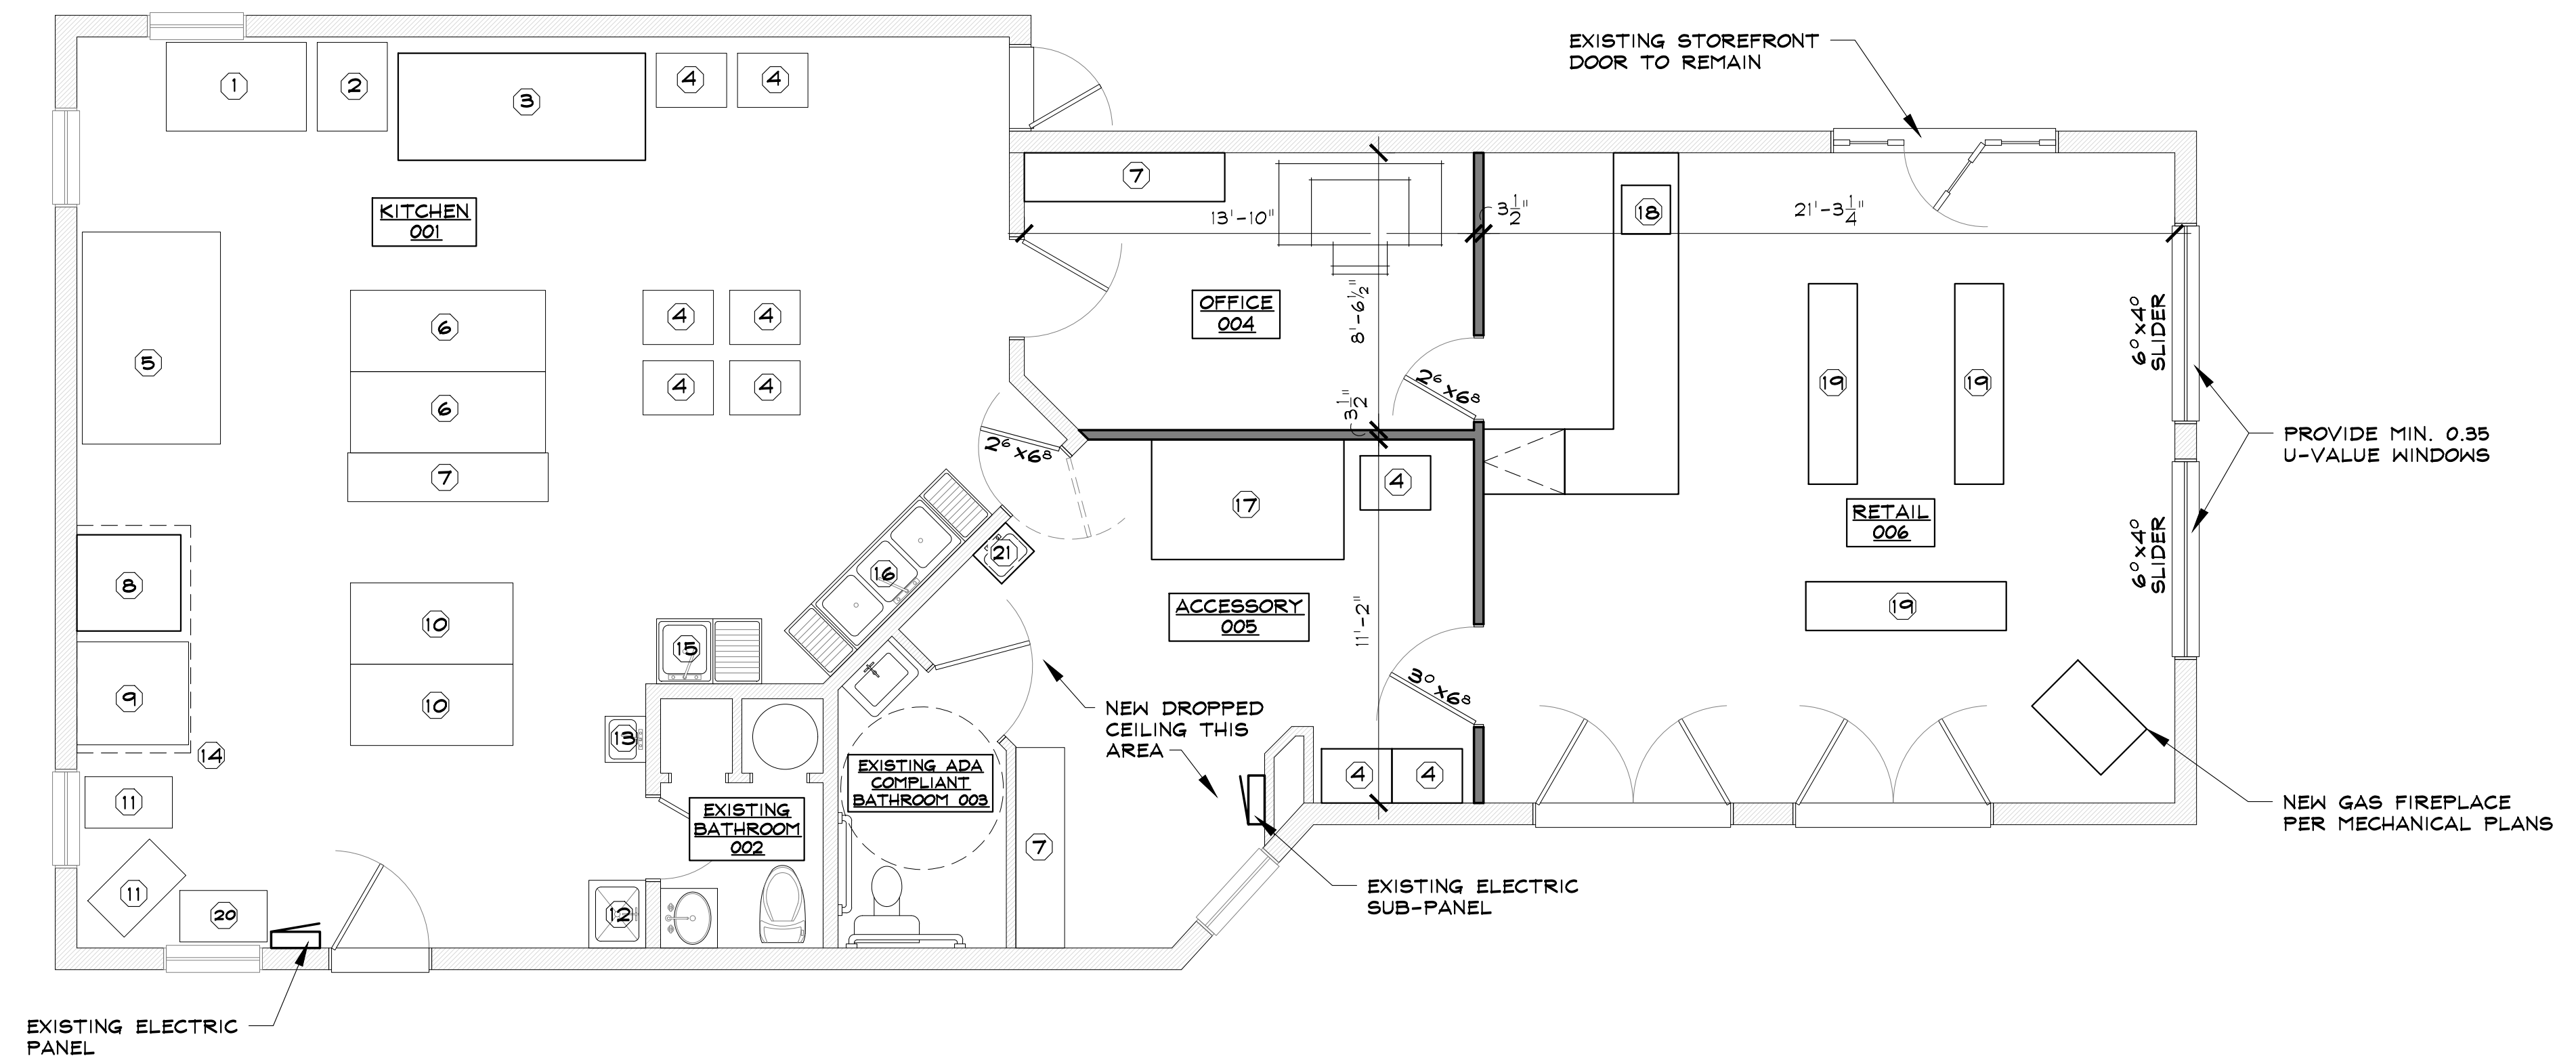 EXISTING STOREFRONT
DOOR TO REMAIN
1
2
3
4
4
7
KITCHEN
001
13'-10"
3 1/2"
18
21'-3 1/4"
5
6
4
4
OFFICE
004
8'-6 1/2"
6⁰x4⁰
SLIDER
6
4
4
2⁶x6⁸
19
19
3 1/2"
2⁶x6⁸
PROVIDE MIN. 0.35
U-VALUE WINDOWS
7
17
4
RETAIL
006
21
16
8
6⁰x4⁰
SLIDER
10
ACCESSORY
005
11'-2"
19
15
9
10
3⁰x6⁸
NEW DROPPED
CEILING THIS
AREA
13
14
EXISTING ADA
COMPLIANT
BATHROOM 003
4
4
11
EXISTING
BATHROOM
002
NEW GAS FIREPLACE
PER MECHANICAL PLANS
7
11
20
12
EXISTING ELECTRIC
SUB-PANEL
EXISTING ELECTRIC
PANEL